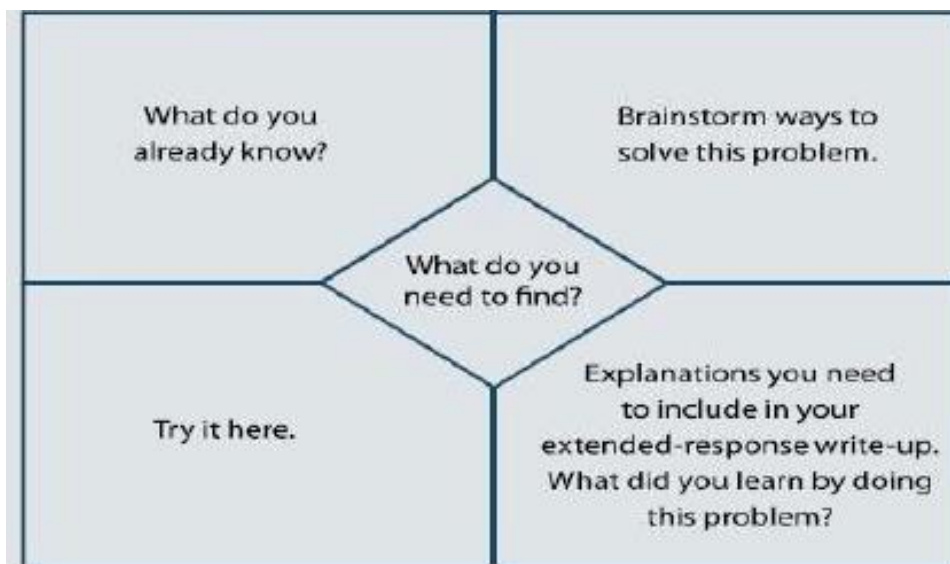 What do you
already know?
Brainstorm ways to
solve this problem.
What do you
need to find?
Try it here.
Explanations you need
to include in your
extended-response write-up.
What did you learn by doing
this problem?